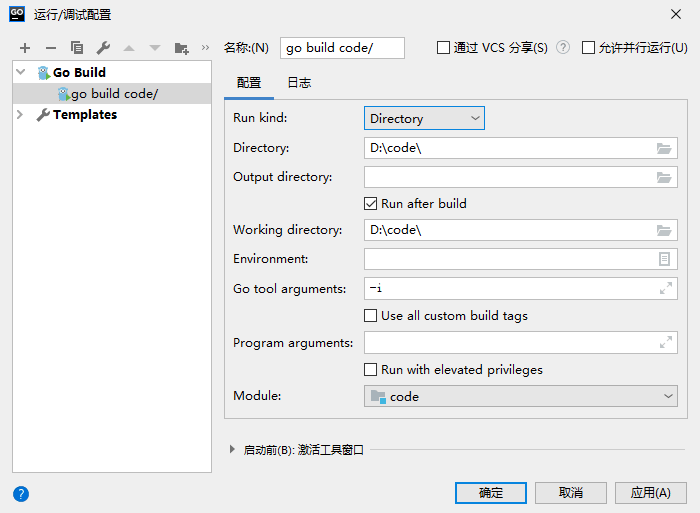 GO 运行/调试配置
名称:(N) go build code/ 通过 VCS 分享(S) ? 允许并行运行(U)
Go Build
go build code/
Templates
配置 日志
Run kind: Directory
Directory: D:\code\
Output directory:
Run after build
Working directory: D:\code\
Environment:
Go tool arguments: -i
Use all custom build tags
Program arguments:
Run with elevated privileges
Module: code
启动前(B): 激活工具窗口
? 确定 取消 应用(A)